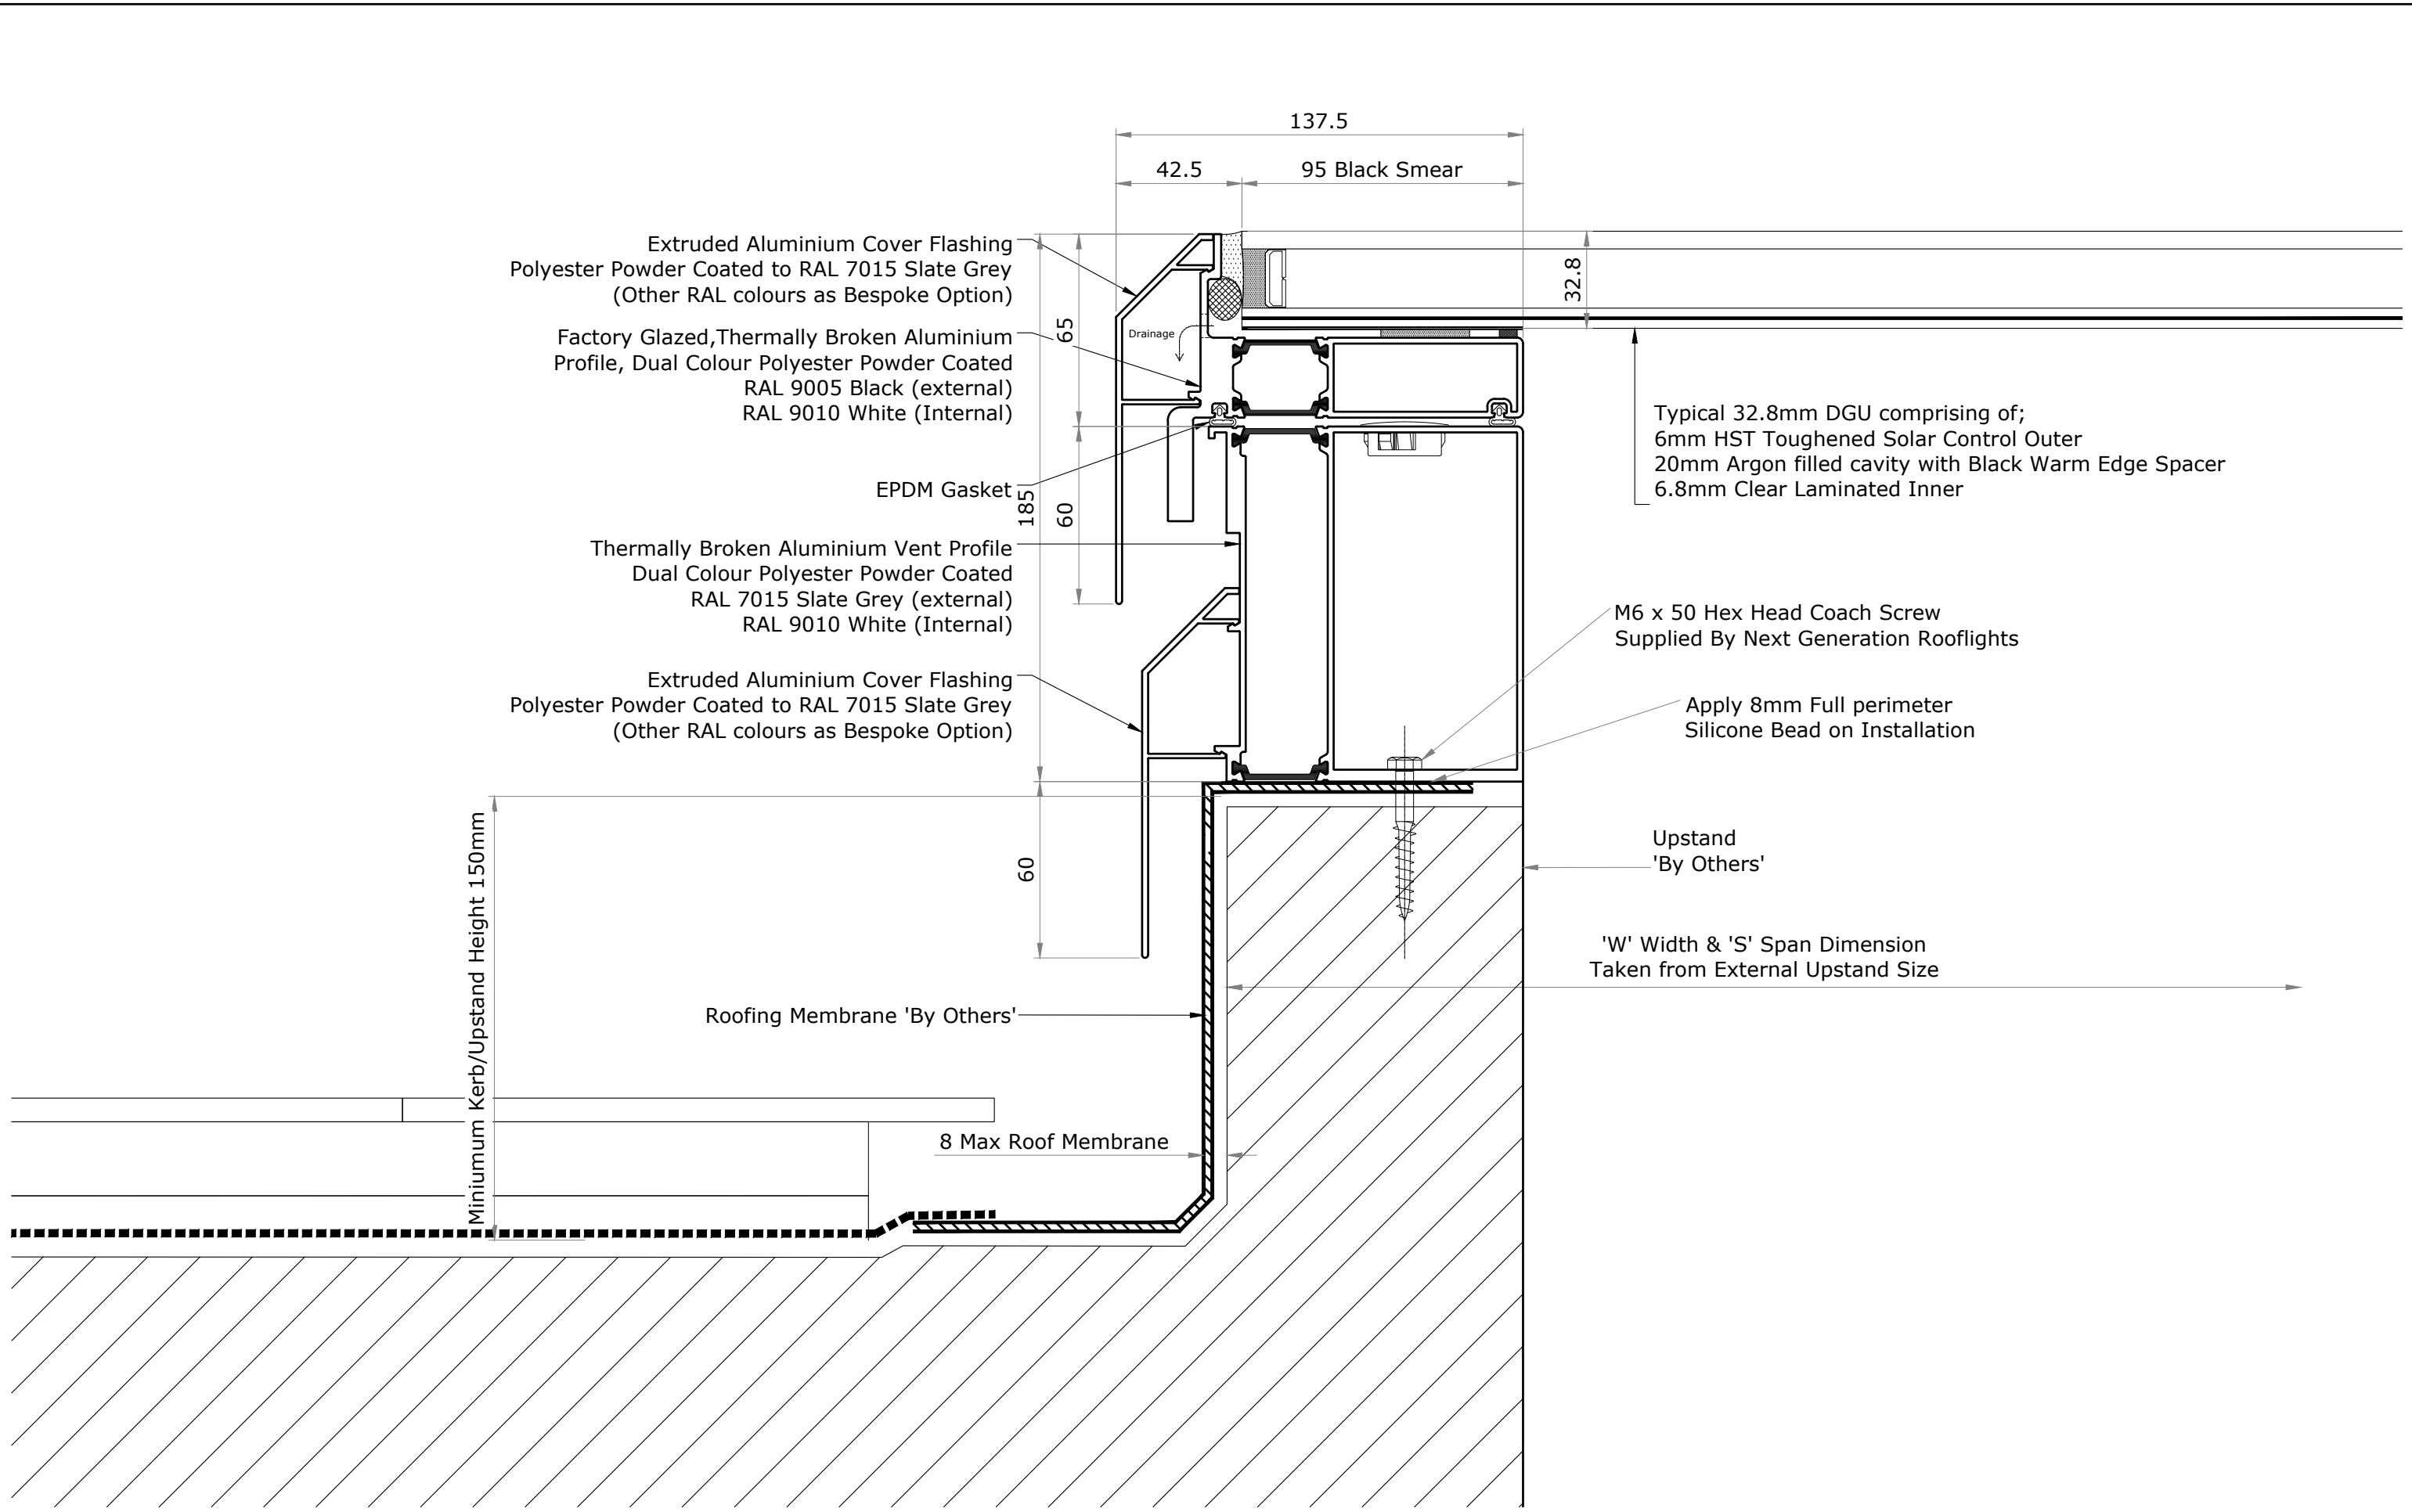 137.5
42.5
95 Black Smear
Extruded Aluminium Cover Flashing
Polyester Powder Coated to RAL 7015 Slate Grey
(Other RAL colours as Bespoke Option)
32.8
65
Drainage
Factory Glazed,Thermally Broken Aluminium
Profile, Dual Colour Polyester Powder Coated
RAL 9005 Black (external)
RAL 9010 White (Internal)
Typical 32.8mm DGU comprising of;
6mm HST Toughened Solar Control Outer
20mm Argon filled cavity with Black Warm Edge Spacer
6.8mm Clear Laminated Inner
EPDM Gasket
185
60
Thermally Broken Aluminium Vent Profile
Dual Colour Polyester Powder Coated
RAL 7015 Slate Grey (external)
RAL 9010 White (Internal)
M6 x 50 Hex Head Coach Screw
Supplied By Next Generation Rooflights
Extruded Aluminium Cover Flashing
Polyester Powder Coated to RAL 7015 Slate Grey
(Other RAL colours as Bespoke Option)
Apply 8mm Full perimeter
Silicone Bead on Installation
Miniumum Kerb/Upstand Height 150mm
60
Upstand
'By Others'
'W' Width & 'S' Span Dimension
Taken from External Upstand Size
Roofing Membrane 'By Others'
8 Max Roof Membrane